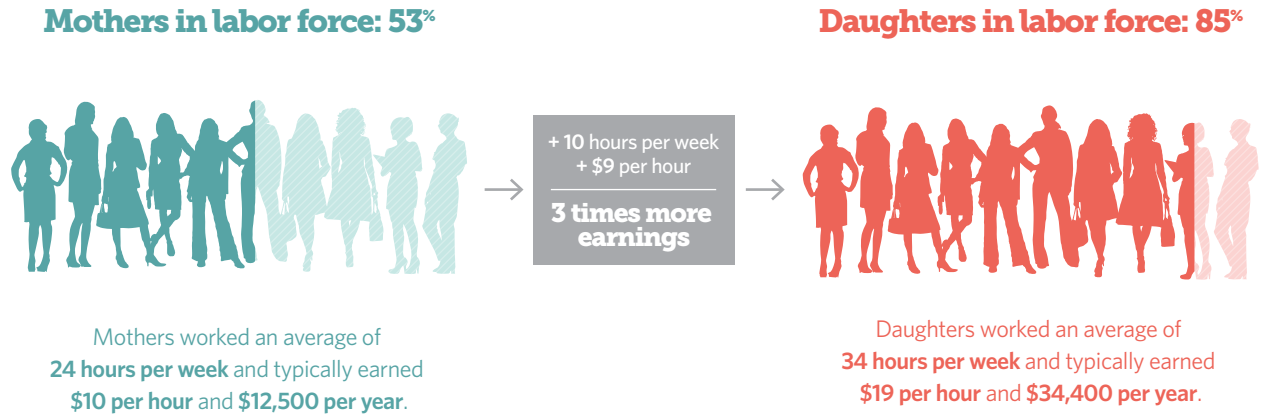 Mothers in labor force: 53%
Mothers worked an average of
24 hours per week and typically earned
$10 per hour and $12,500 per year.
+ 10 hours per week
+ $9 per hour
3 times more
earnings
Daughters in labor force: 85%
Daughters worked an average of
34 hours per week and typically earned
$19 per hour and $34,400 per year.